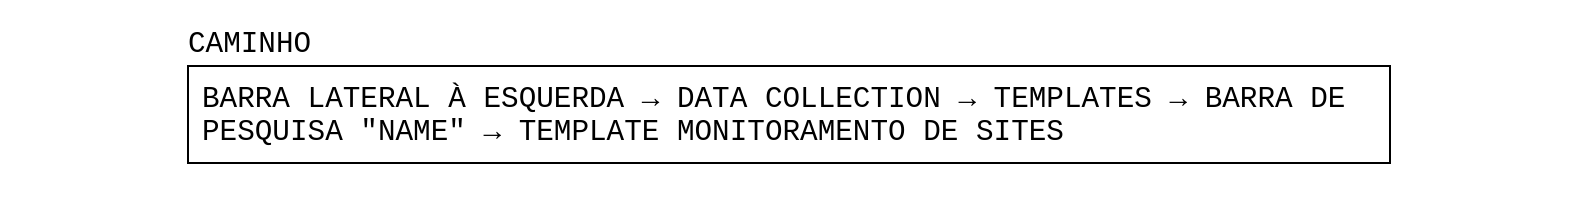 CAMINHO
BARRA LATERAL À ESQUERDA → DATA COLLECTION → TEMPLATES → BARRA DE
PESQUISA "NAME" → TEMPLATE MONITORAMENTO DE SITES